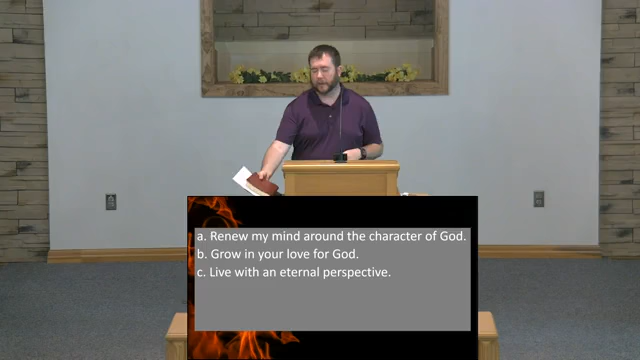 a. Renew my mind around the character of God.
b. Grow in your love for God.
c. Live with an eternal perspective.